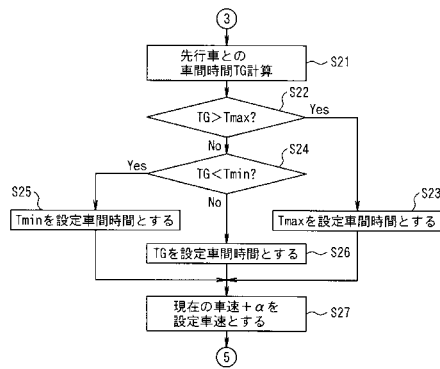 3
先行車との
車間時間TG計算
S21
S22
TG>Tmax?
Yes
No
S24
Yes
TG<Tmin?
S25
No
S23
Tminを設定車間時間とする
Tmaxを設定車間時間とする
TGを設定車間時間とする
S26
現在の車速+αを
設定車速とする
S27
5